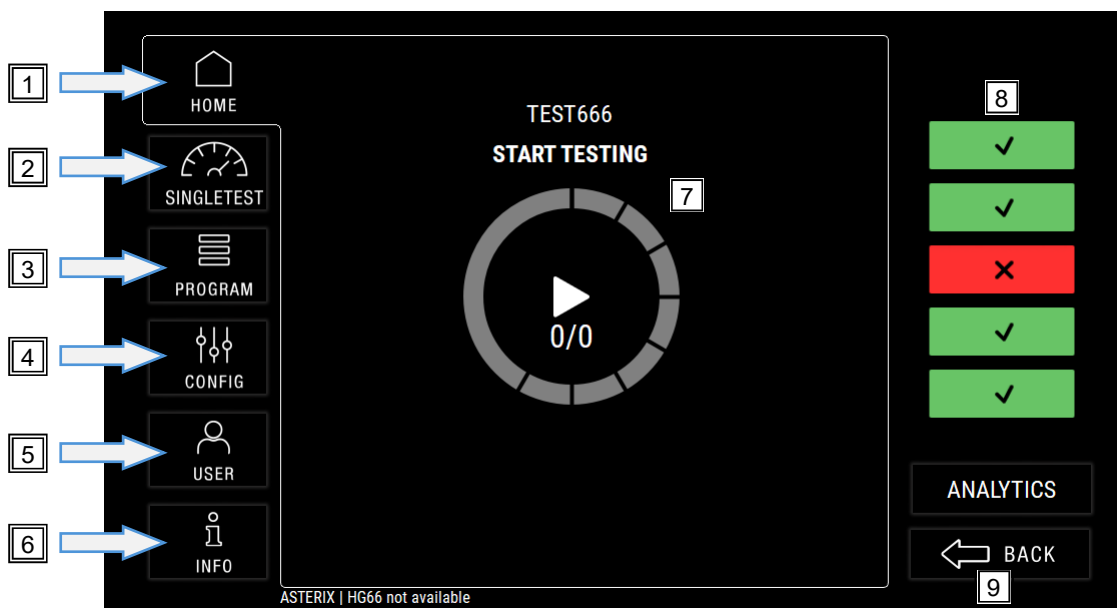 1
HOME
2
SINGLETEST
3
PROGRAM
4
CONFIG
5
USER
6
INFO
TEST666
START TESTING
7
0/0
8
ANALYTICS
BACK
9
ASTERIX | HG66 not available